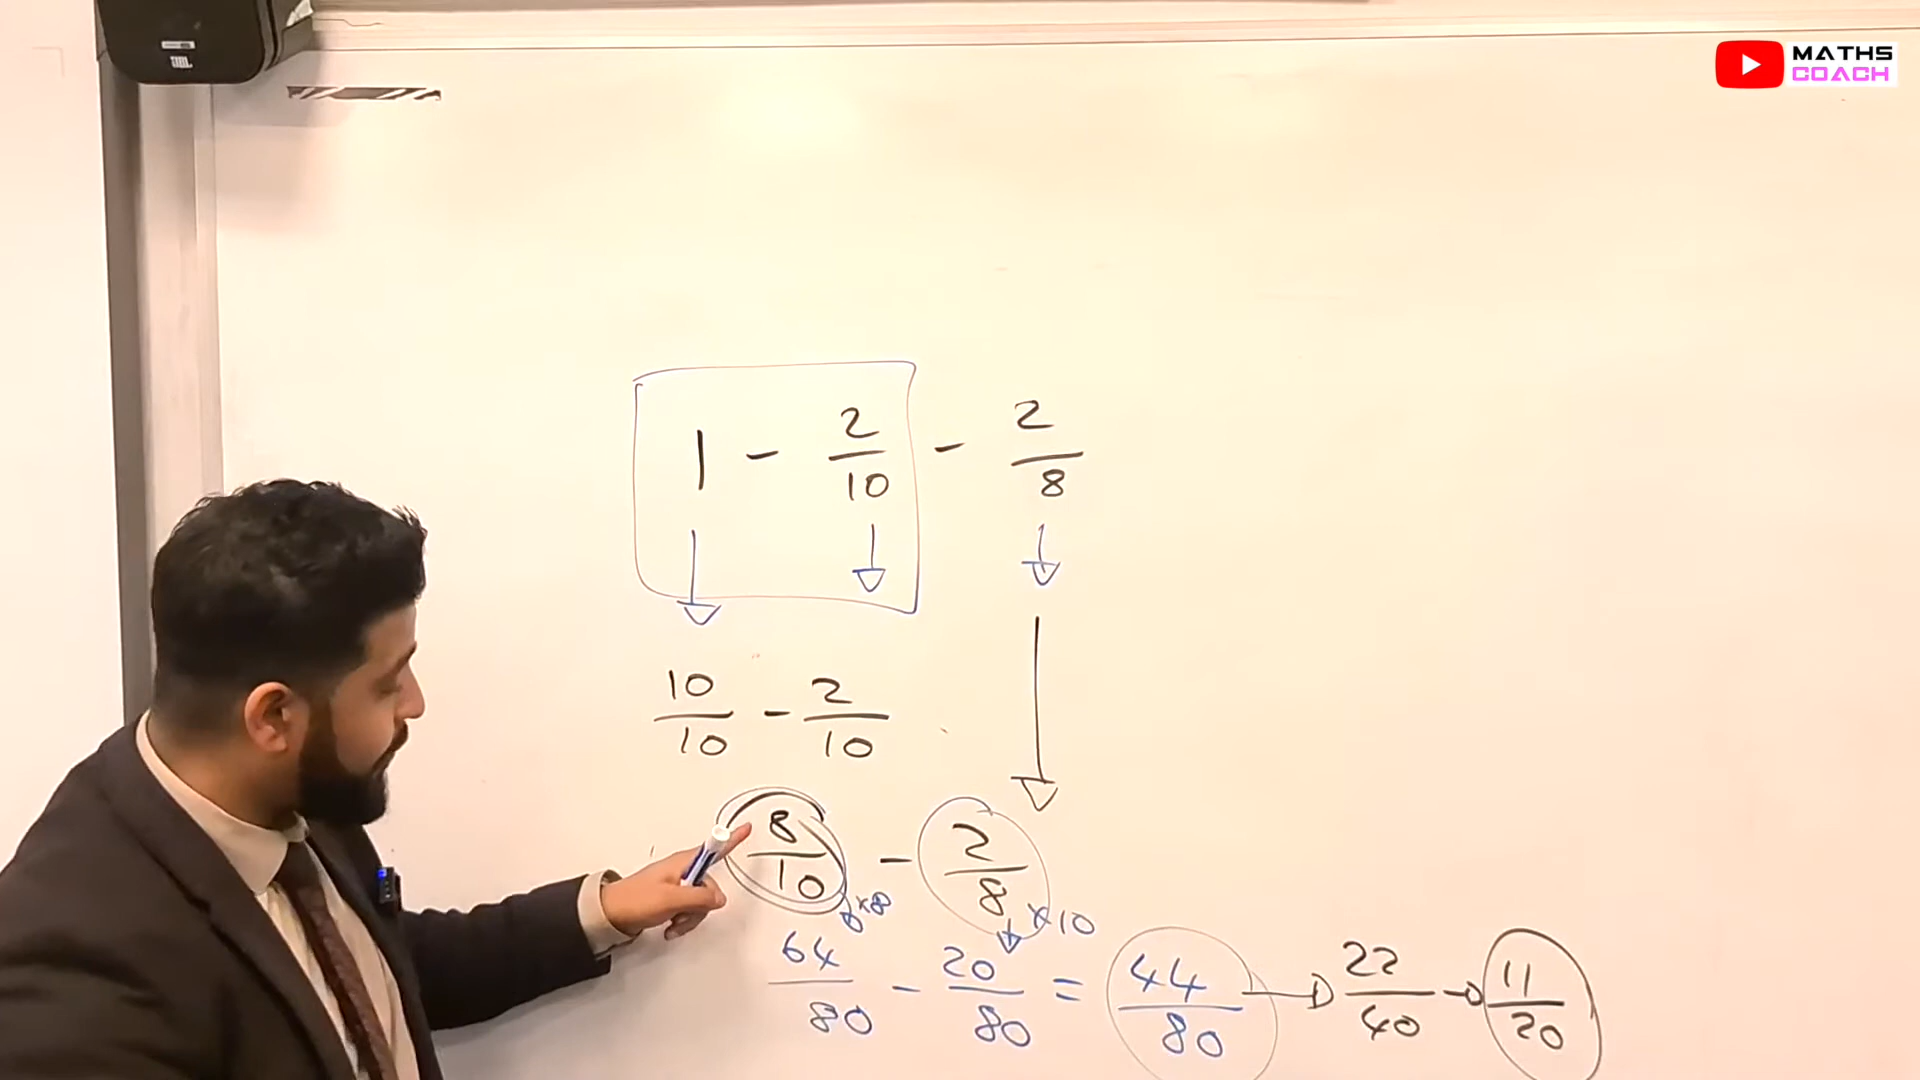 JBL
MATHS
COACH
1 - 2/10 - 2/8
10/10 - 2/10
8/10 - 2/8
×8 ×10
64/80 - 20/80 = 44/80 → 22/40 → 11/20